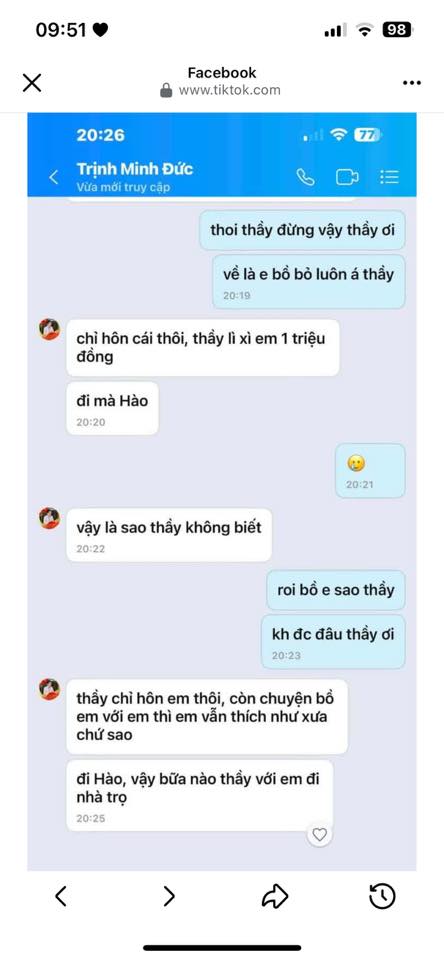 09:51
98
Facebook
www.tiktok.com
20:26
77
Trịnh Minh Đức
Vừa mới truy cập
thoi thầy đừng vậy thầy ơi
về là e bồ bỏ luôn á thầy
20:19
chỉ hôn cái thôi, thầy lì xì em 1 triệu
đồng
đi mà Hào
20:20
🥲
20:21
vậy là sao thầy không biết
20:22
roi bồ e sao thầy
kh đc đâu thầy ơi
20:23
thầy chỉ hôn em thôi, còn chuyện bồ
em với em thì em vẫn thích như xưa
chứ sao
đi Hào, vậy bữa nào thầy với em đi
nhà trọ
20:25